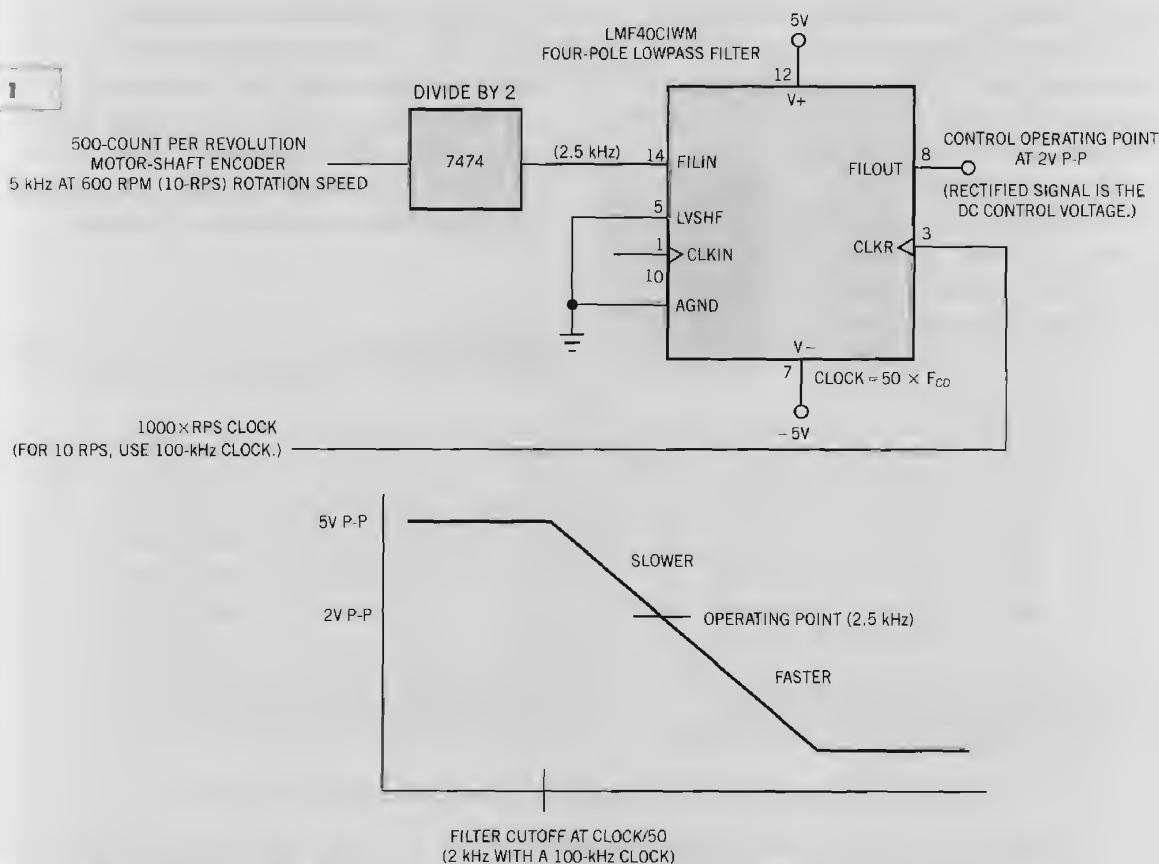 1
LMF40CIWM
FOUR-POLE LOWPASS FILTER
5V
12
V+
DIVIDE BY 2
7474
500-COUNT PER REVOLUTION
MOTOR-SHAFT ENCODER
5 kHz AT 600 RPM (10-RPS) ROTATION SPEED
(2.5 kHz)
14
FILIN
5
LVSHF
1
CLKIN
10
AGND
FILOUT
8
CONTROL OPERATING POINT
AT 2V P-P
(RECTIFIED SIGNAL IS THE
DC CONTROL VOLTAGE.)
CLKR
3
V−
7
CLOCK = 50 × FCO
−5V
1000×RPS CLOCK
(FOR 10 RPS, USE 100-kHz CLOCK.)
5V P-P
2V P-P
SLOWER
OPERATING POINT (2.5 kHz)
FASTER
FILTER CUTOFF AT CLOCK/50
(2 kHz WITH A 100-kHz CLOCK)